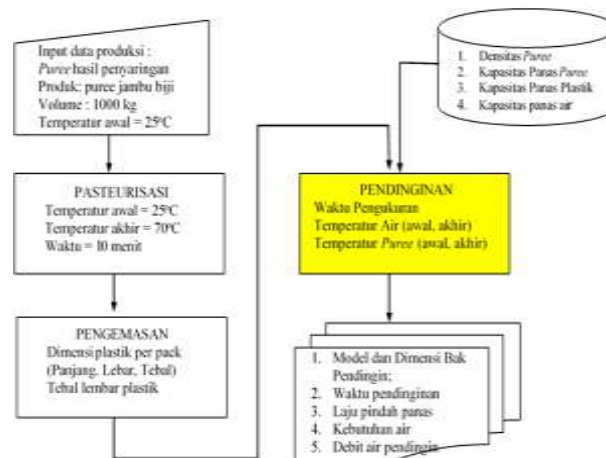 Input data produksi :
Puree hasil penyaringan
Produk: puree jambu biji
Volume : 1000 kg
Temperatur awal = 25°C
PASTEURISASI
Temperatur awal = 25°C
Temperatur akhir = 70°C
Waktu = 10 menit
PENGEMASAN
Dimensi plastik per pack
(Panjang, Lebar, Tebal)
Tebal lembar plastik
1. Densitas Puree
2. Kapasitas Panas Puree
3. Kapasitas Panas Plastik
4. Kapasitas panas air
PENDINGINAN
Waktu Pengukuran
Temperatur Air (awal, akhir)
Temperatur Puree (awal, akhir)
1. Model dan Dimensi Bak
Pendingin;
2. Waktu pendinginan
3. Laju pindah panas
4. Kebutuhan air
5. Debit air pendingin